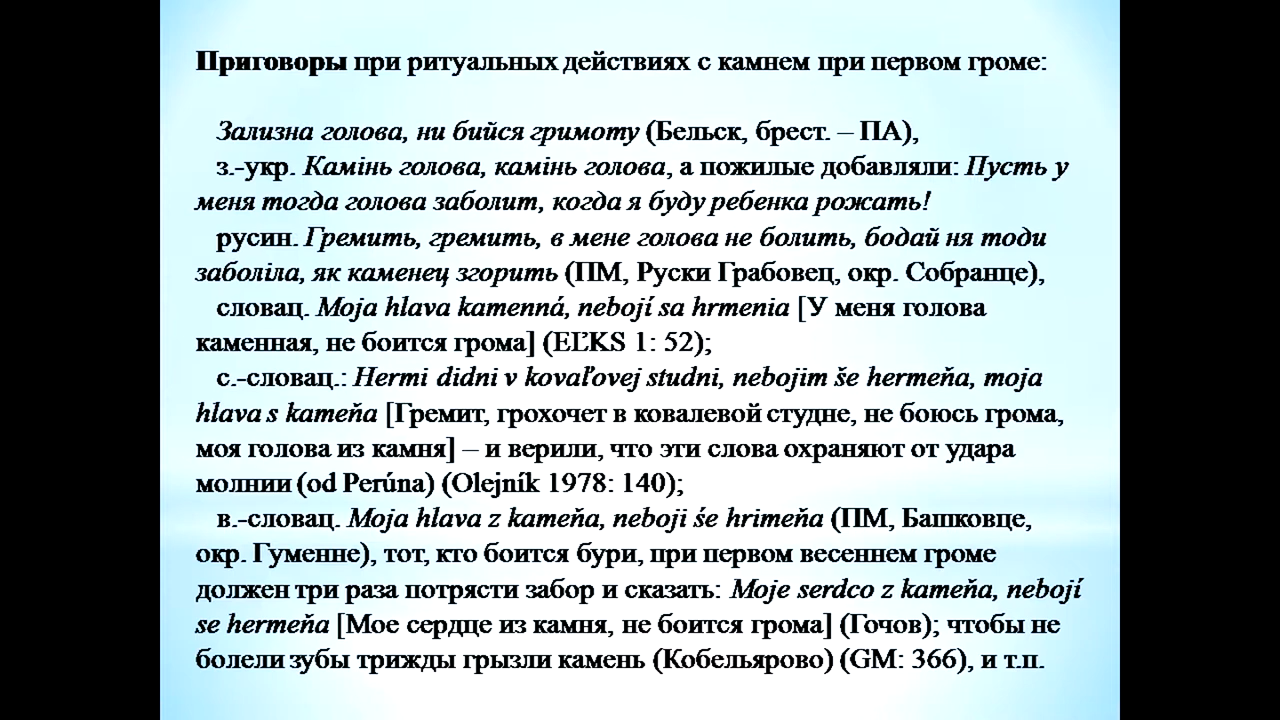 Приговоры при ритуальных действиях с камнем при первом громе:
Зализна голова, ни бийся гримоту (Бельск, брест. – ПА),
з.-укр. Камінь голова, камінь голова, а пожилые добавляли: Пусть у
меня тогда голова заболит, когда я буду ребенка рожать!
русин. Гремить, гремить, в мене голова не болить, бодай ня тоди
заболіла, як каменец згорить (ПМ, Руски Грабовец, окр. Собранце),
словац. Moja hlava kamenná, nebojí sa hrmenia [У меня голова
каменная, не боится грома] (EĽKS 1: 52);
с.-словац.: Hermi didni v kovaľovej studni, nebojim še hermeňa, moja
hlava s kameňa [Гремит, грохочет в ковалевой студне, не боюсь грома,
моя голова из камня] – и верили, что эти слова охраняют от удара
молнии (od Perúna) (Olejník 1978: 140);
в.-словац. Moja hlava z kameňa, neboji śe hrimeňa (ПМ, Башковце,
окр. Гуменне), тот, кто боится бури, при первом весеннем громе
должен три раза потрясти забор и сказать: Moje serdco z kameňa, nebojí
se hermeňa [Мое сердце из камня, не боится грома] (Гочов); чтобы не
болели зубы трижды грызли камень (Кобельярово) (GM: 366), и т.п.